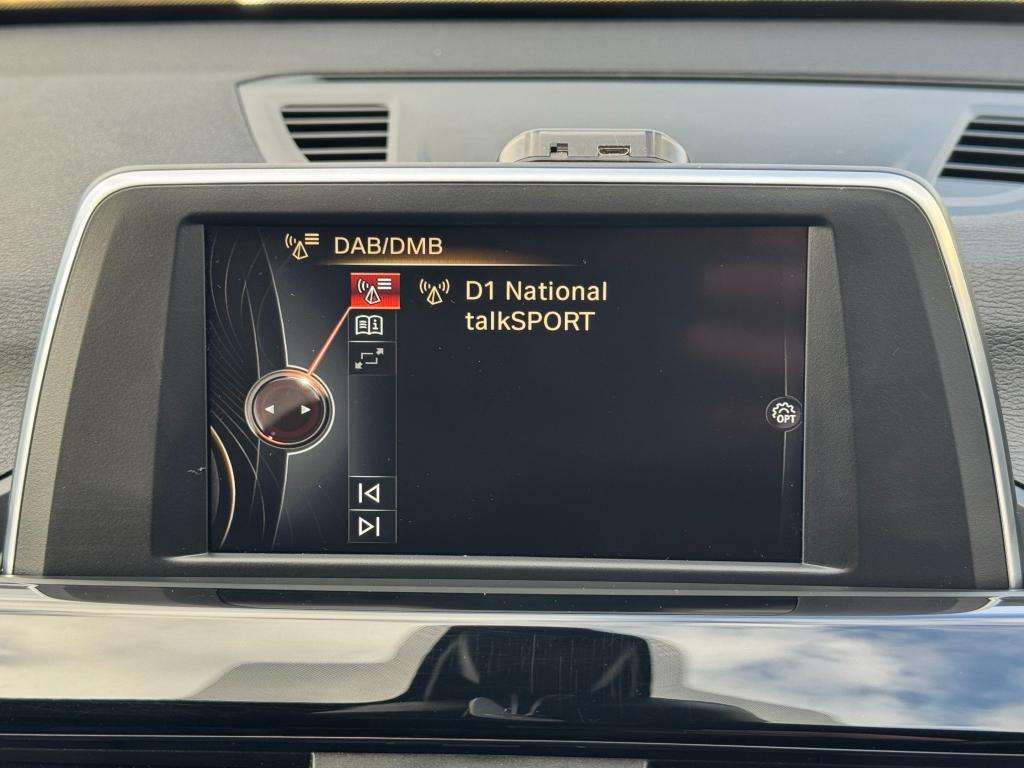 DAB/DMB
D1 National
talkSPORT
OPT